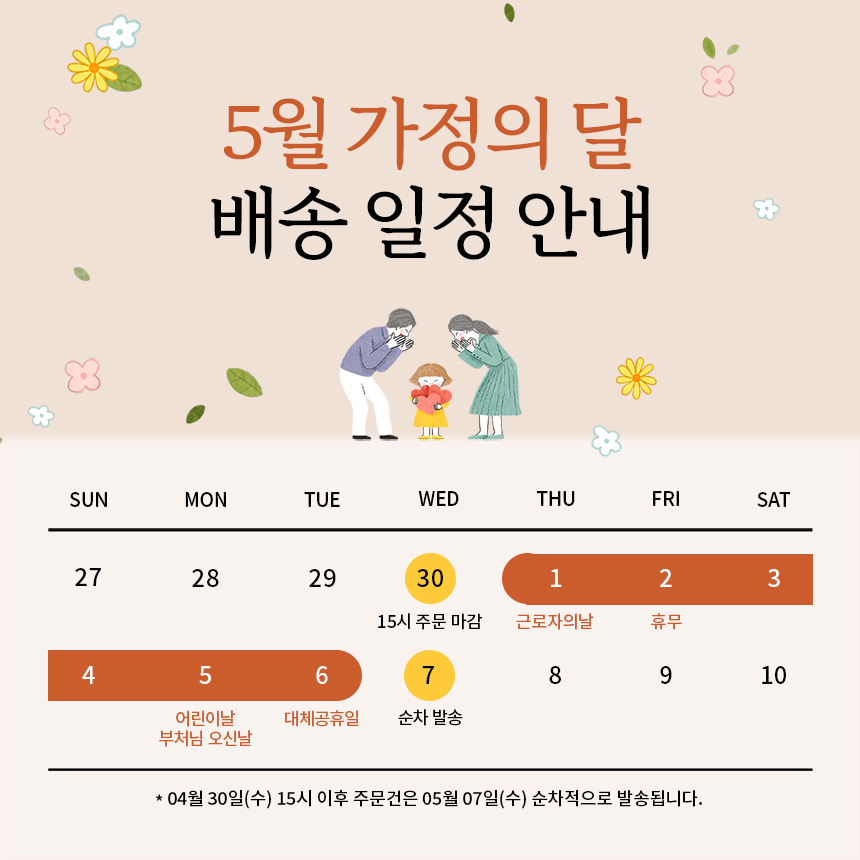 5월 가정의 달
배송 일정 안내
SUN MON TUE WED THU FRI SAT
27 28 29 30 1 2 3
15시 주문 마감 근로자의날 휴무
4 5 6 7 8 9 10
어린이날 대체공휴일 순차 발송
부처님 오신날
* 04월 30일(수) 15시 이후 주문건은 05월 07일(수) 순차적으로 발송됩니다.